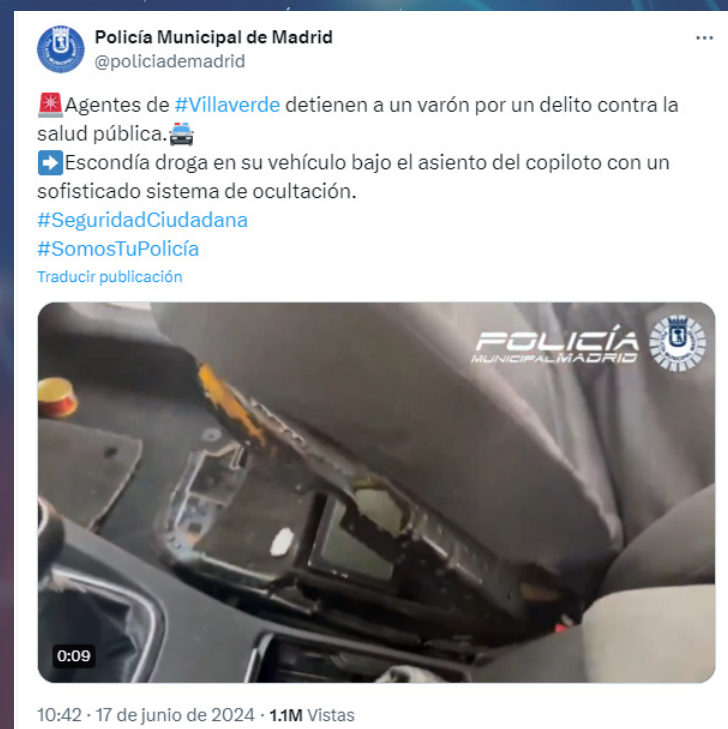 Policía Municipal de Madrid
@policiademadrid
🚨Agentes de #Villaverde detienen a un varón por un delito contra la
salud pública.🚔
➡️Escondía droga en su vehículo bajo el asiento del copiloto con un
sofisticado sistema de ocultación.
#SeguridadCiudadana
#SomosTuPolicía
Traducir publicación
POLICÍA
MUNICIPALMADRID
0:09
10:42 · 17 de junio de 2024 · 1.1M Vistas